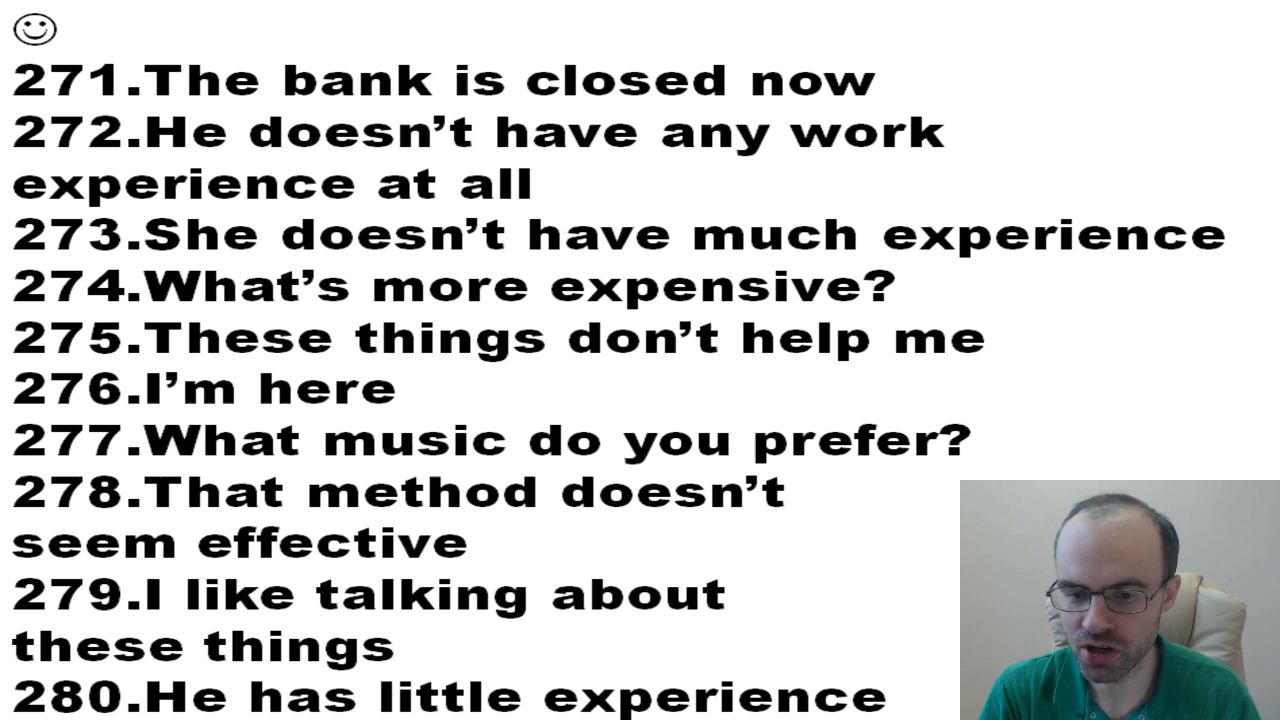 271.The bank is closed now
272.He doesn’t have any work
experience at all
273.She doesn’t have much experience
274.What’s more expensive?
275.These things don’t help me
276.I’m here
277.What music do you prefer?
278.That method doesn’t
seem effective
279.I like talking about
these things
280.He has little experience